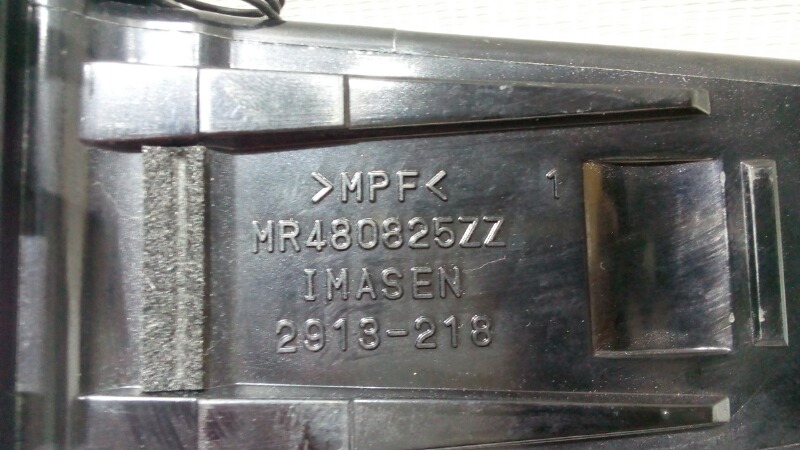 >MPF< 1
MR480825ZZ
IMASEN
2913-218